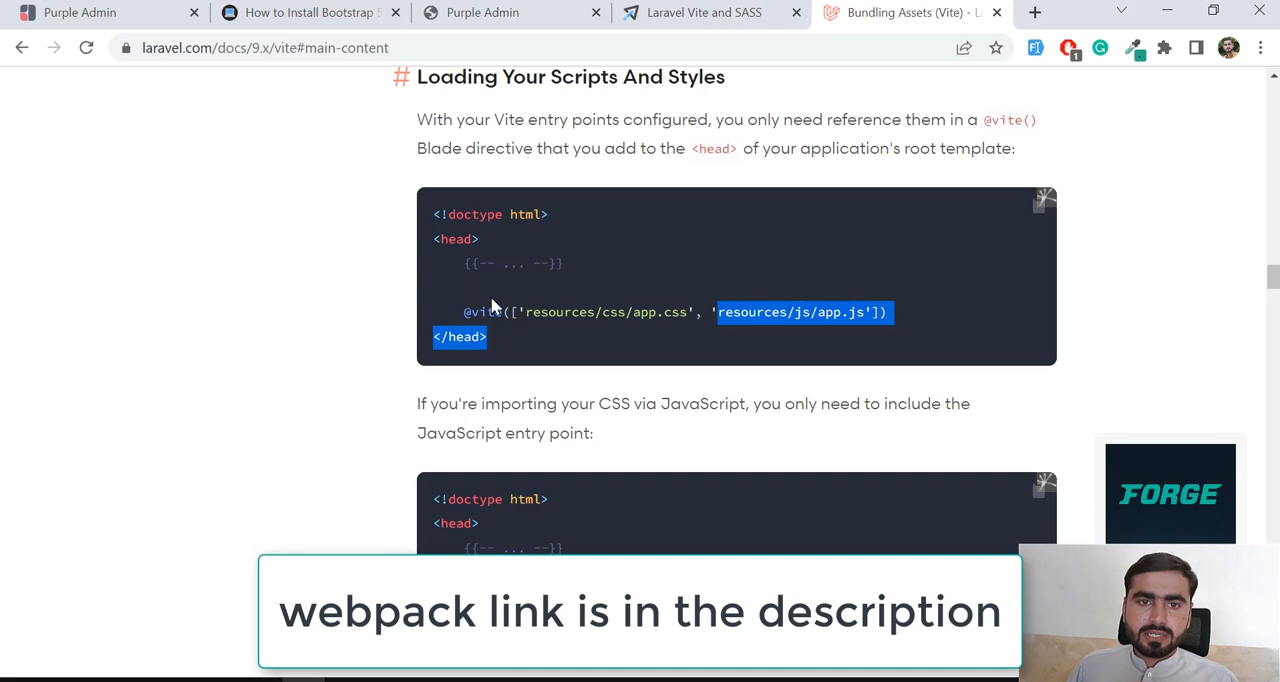 Purple Admin
How to Install Bootstrap 5
Purple Admin
Laravel Vite and SASS
Bundling Assets (Vite) - L
laravel.com/docs/9.x/vite#main-content
1
# Loading Your Scripts And Styles
With your Vite entry points configured, you only need reference them in a @vite()
Blade directive that you add to the <head> of your application's root template:
<!doctype html>
<head>
{{-- ... --}}
@vite(['resources/css/app.css', 'resources/js/app.js'])
</head>
If you're importing your CSS via JavaScript, you only need to include the
JavaScript entry point:
<!doctype html>
<head>
{{-- ... --}}
FORGE
webpack link is in the description